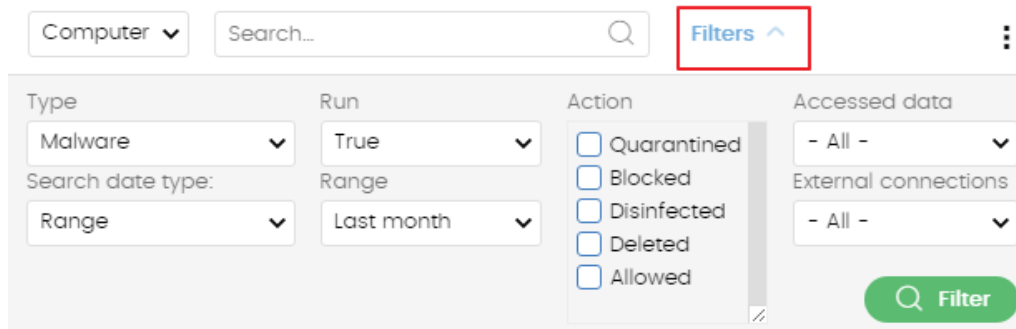 Computer Search... Filters
Type Run Action Accessed data
Malware True Quarantined - All -
Search date type: Range Blocked External connections
Range Last month Disinfected - All -
Deleted
Allowed
Filter